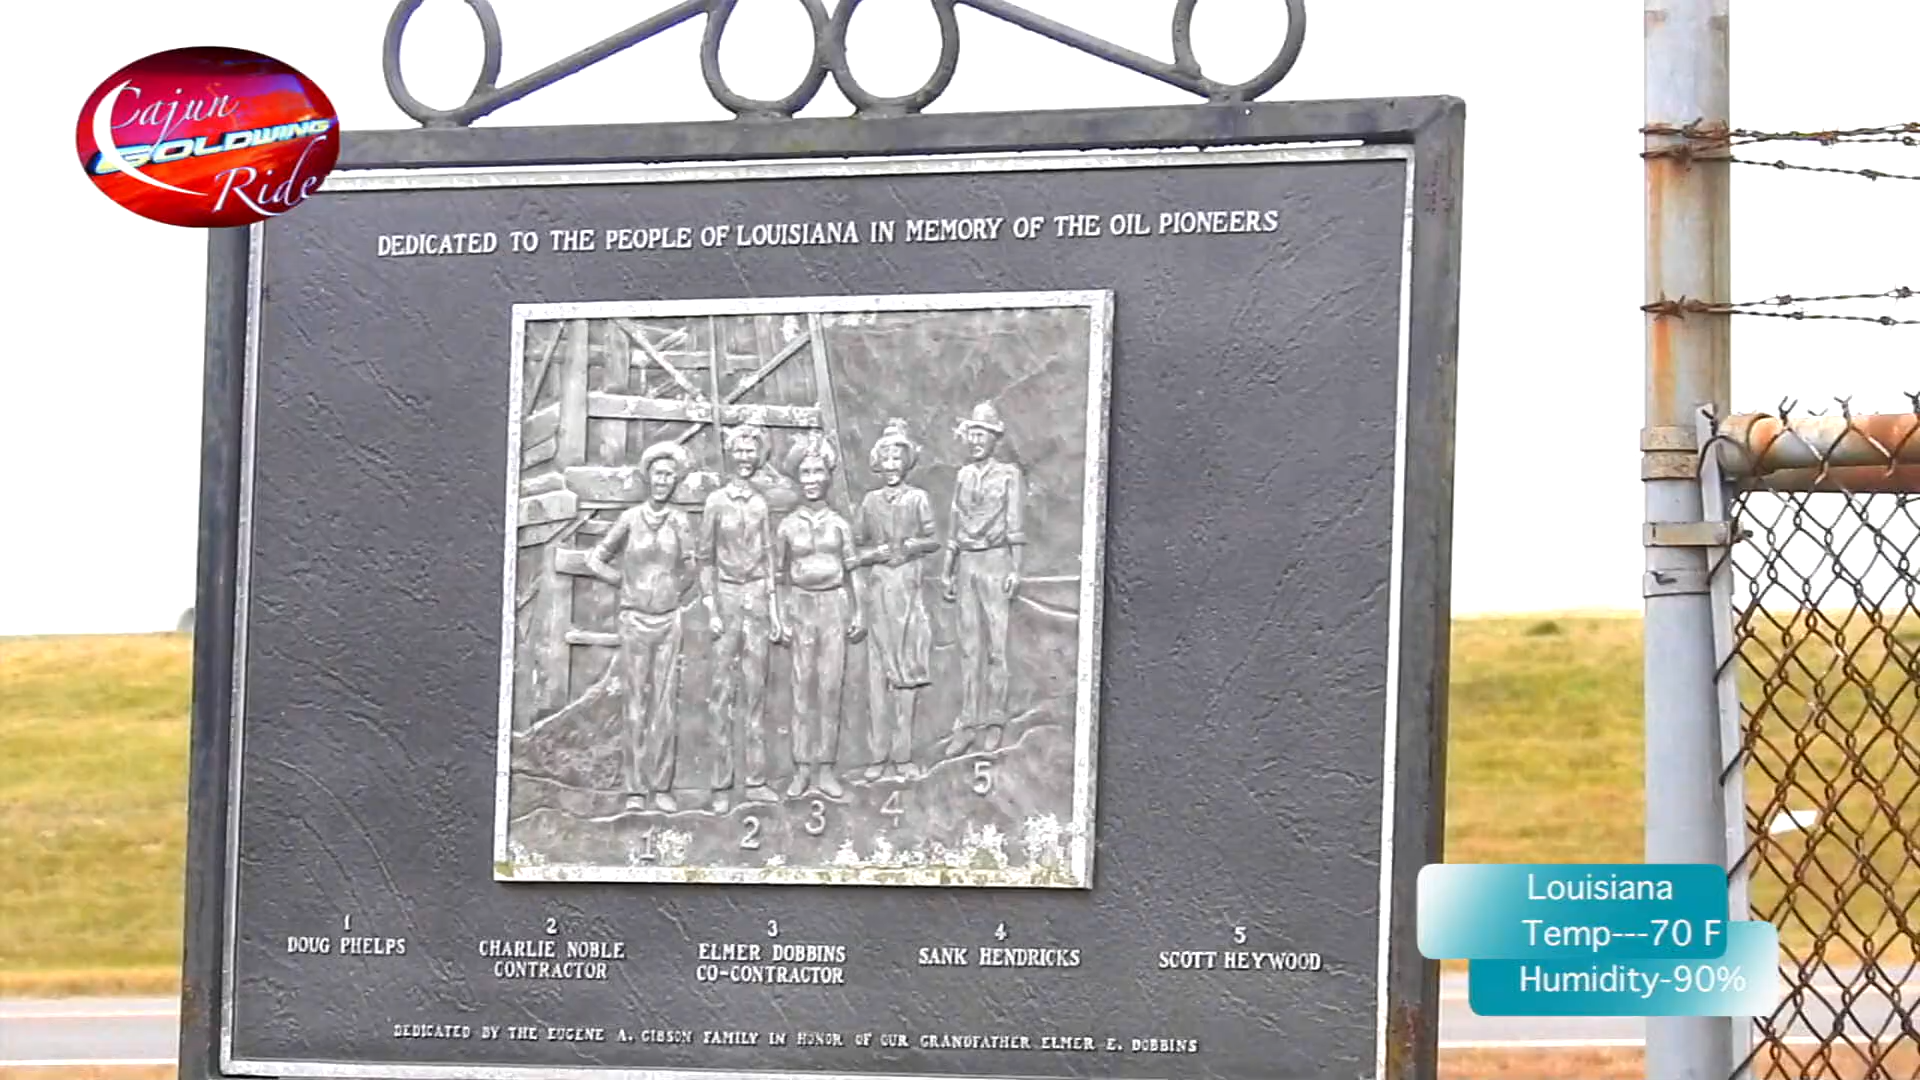 Cajun
GOLDWING
Ride
DEDICATED TO THE PEOPLE OF LOUISIANA IN MEMORY OF THE OIL PIONEERS
1 2 3 4 5
1 2 3 4 5
DOUG PHELPS CHARLIE NOBLE ELMER DOBBINS SANK HENDRICKS SCOTT HEYWOOD
CONTRACTOR CO-CONTRACTOR
DEDICATED BY THE EUGENE A. GIBSON FAMILY IN HONOR OF OUR GRANDFATHER ELMER E. DOBBINS
Louisiana
Temp---70 F
Humidity-90%